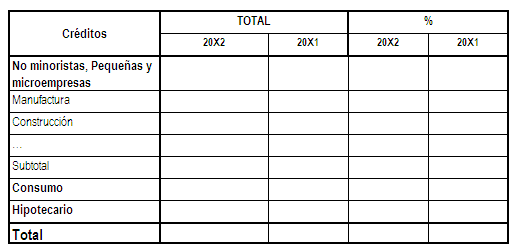 Créditos TOTAL %
20X2 20X1 20X2 20X1
No minoristas, Pequeñas y
microempresas
Manufactura
Construcción
...
Subtotal
Consumo
Hipotecario
Total